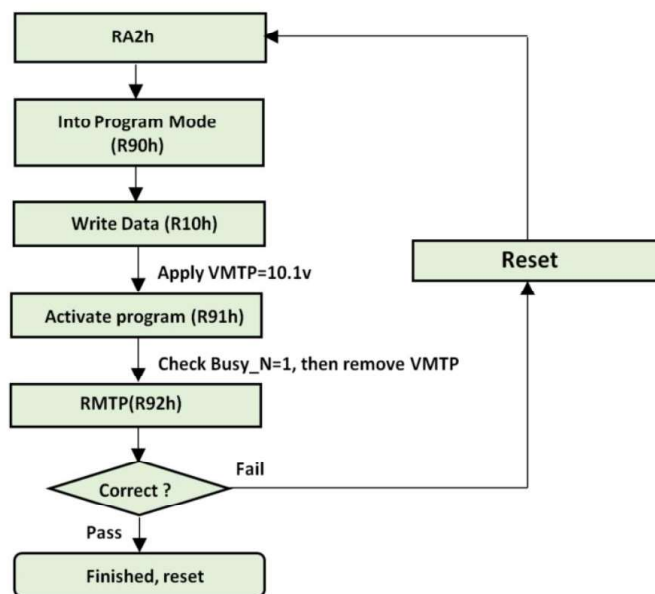 RA2h
Into Program Mode
(R90h)
Write Data (R10h)
Apply VMTP=10.1v
Activate program (R91h)
Check Busy_N=1, then remove VMTP
RMTP(R92h)
Correct ?
Fail
Pass
Finished, reset
Reset